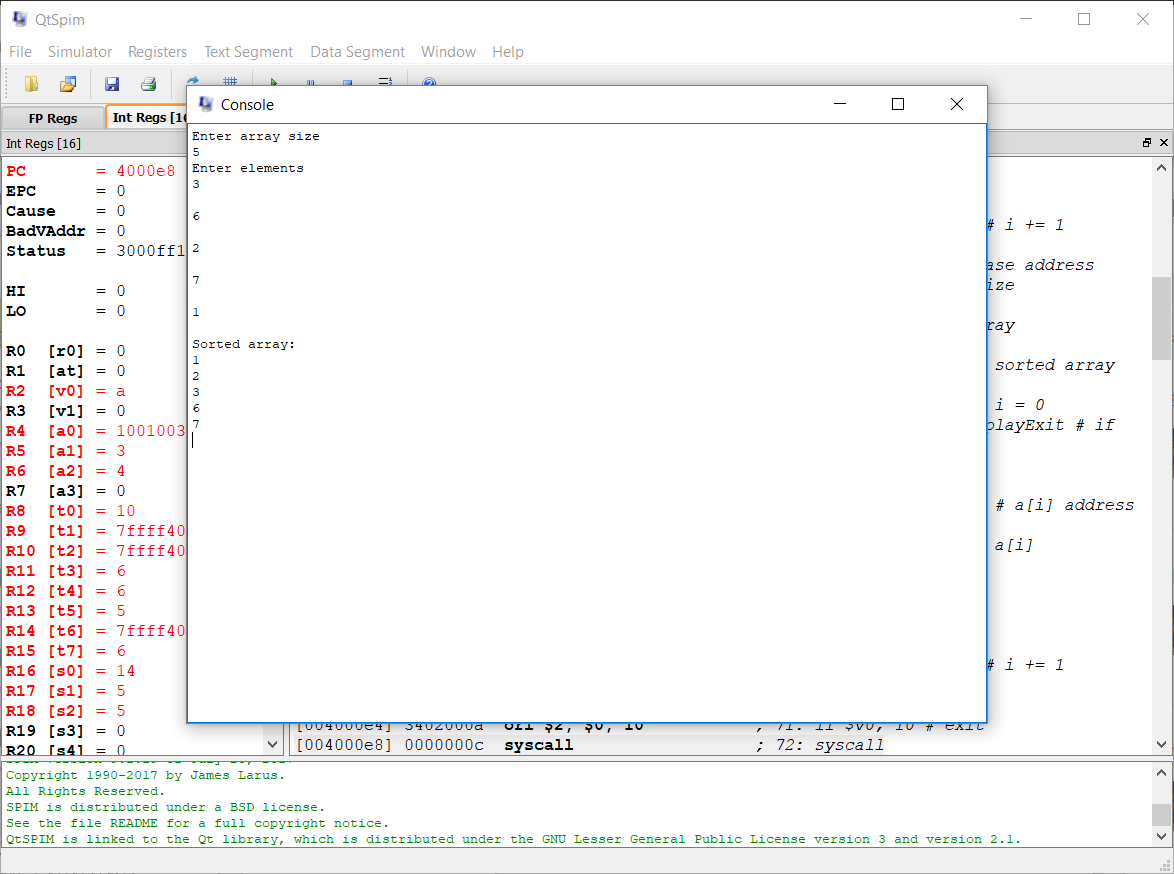 QtSpim
File Simulator Registers Text Segment Data Segment Window Help
FP Regs
Int Regs [16
Int Regs [16]
PC = 4000e8
EPC = 0
Cause = 0
BadVAddr = 0
Status = 3000ff1
HI = 0
LO = 0
R0 [r0] = 0
R1 [at] = 0
R2 [v0] = a
R3 [v1] = 0
R4 [a0] = 1001003
R5 [a1] = 3
R6 [a2] = 4
R7 [a3] = 0
R8 [t0] = 10
R9 [t1] = 7ffff40
R10 [t2] = 7ffff40
R11 [t3] = 6
R12 [t4] = 6
R13 [t5] = 5
R14 [t6] = 7ffff40
R15 [t7] = 6
R16 [s0] = 14
R17 [s1] = 5
R18 [s2] = 5
R19 [s3] = 0
R20 [s4] = 0
Console
Enter array size
5
Enter elements
3
6
2
7
1
Sorted array:
1
2
3
6
7
# i += 1
ase address
ize
ray
sorted array
i = 0
playExit # if
# a[i] address
a[i]
# i += 1
[004000e4] 3402000a ori $2, $0, 10 ; 71: li $v0, 10 # exit
[004000e8] 0000000c syscall ; 72: syscall
Copyright 1990-2017 by James Larus.
All Rights Reserved.
SPIM is distributed under a BSD license.
See the file README for a full copyright notice.
QtSPIM is linked to the Qt library, which is distributed under the GNU Lesser General Public License version 3 and version 2.1.